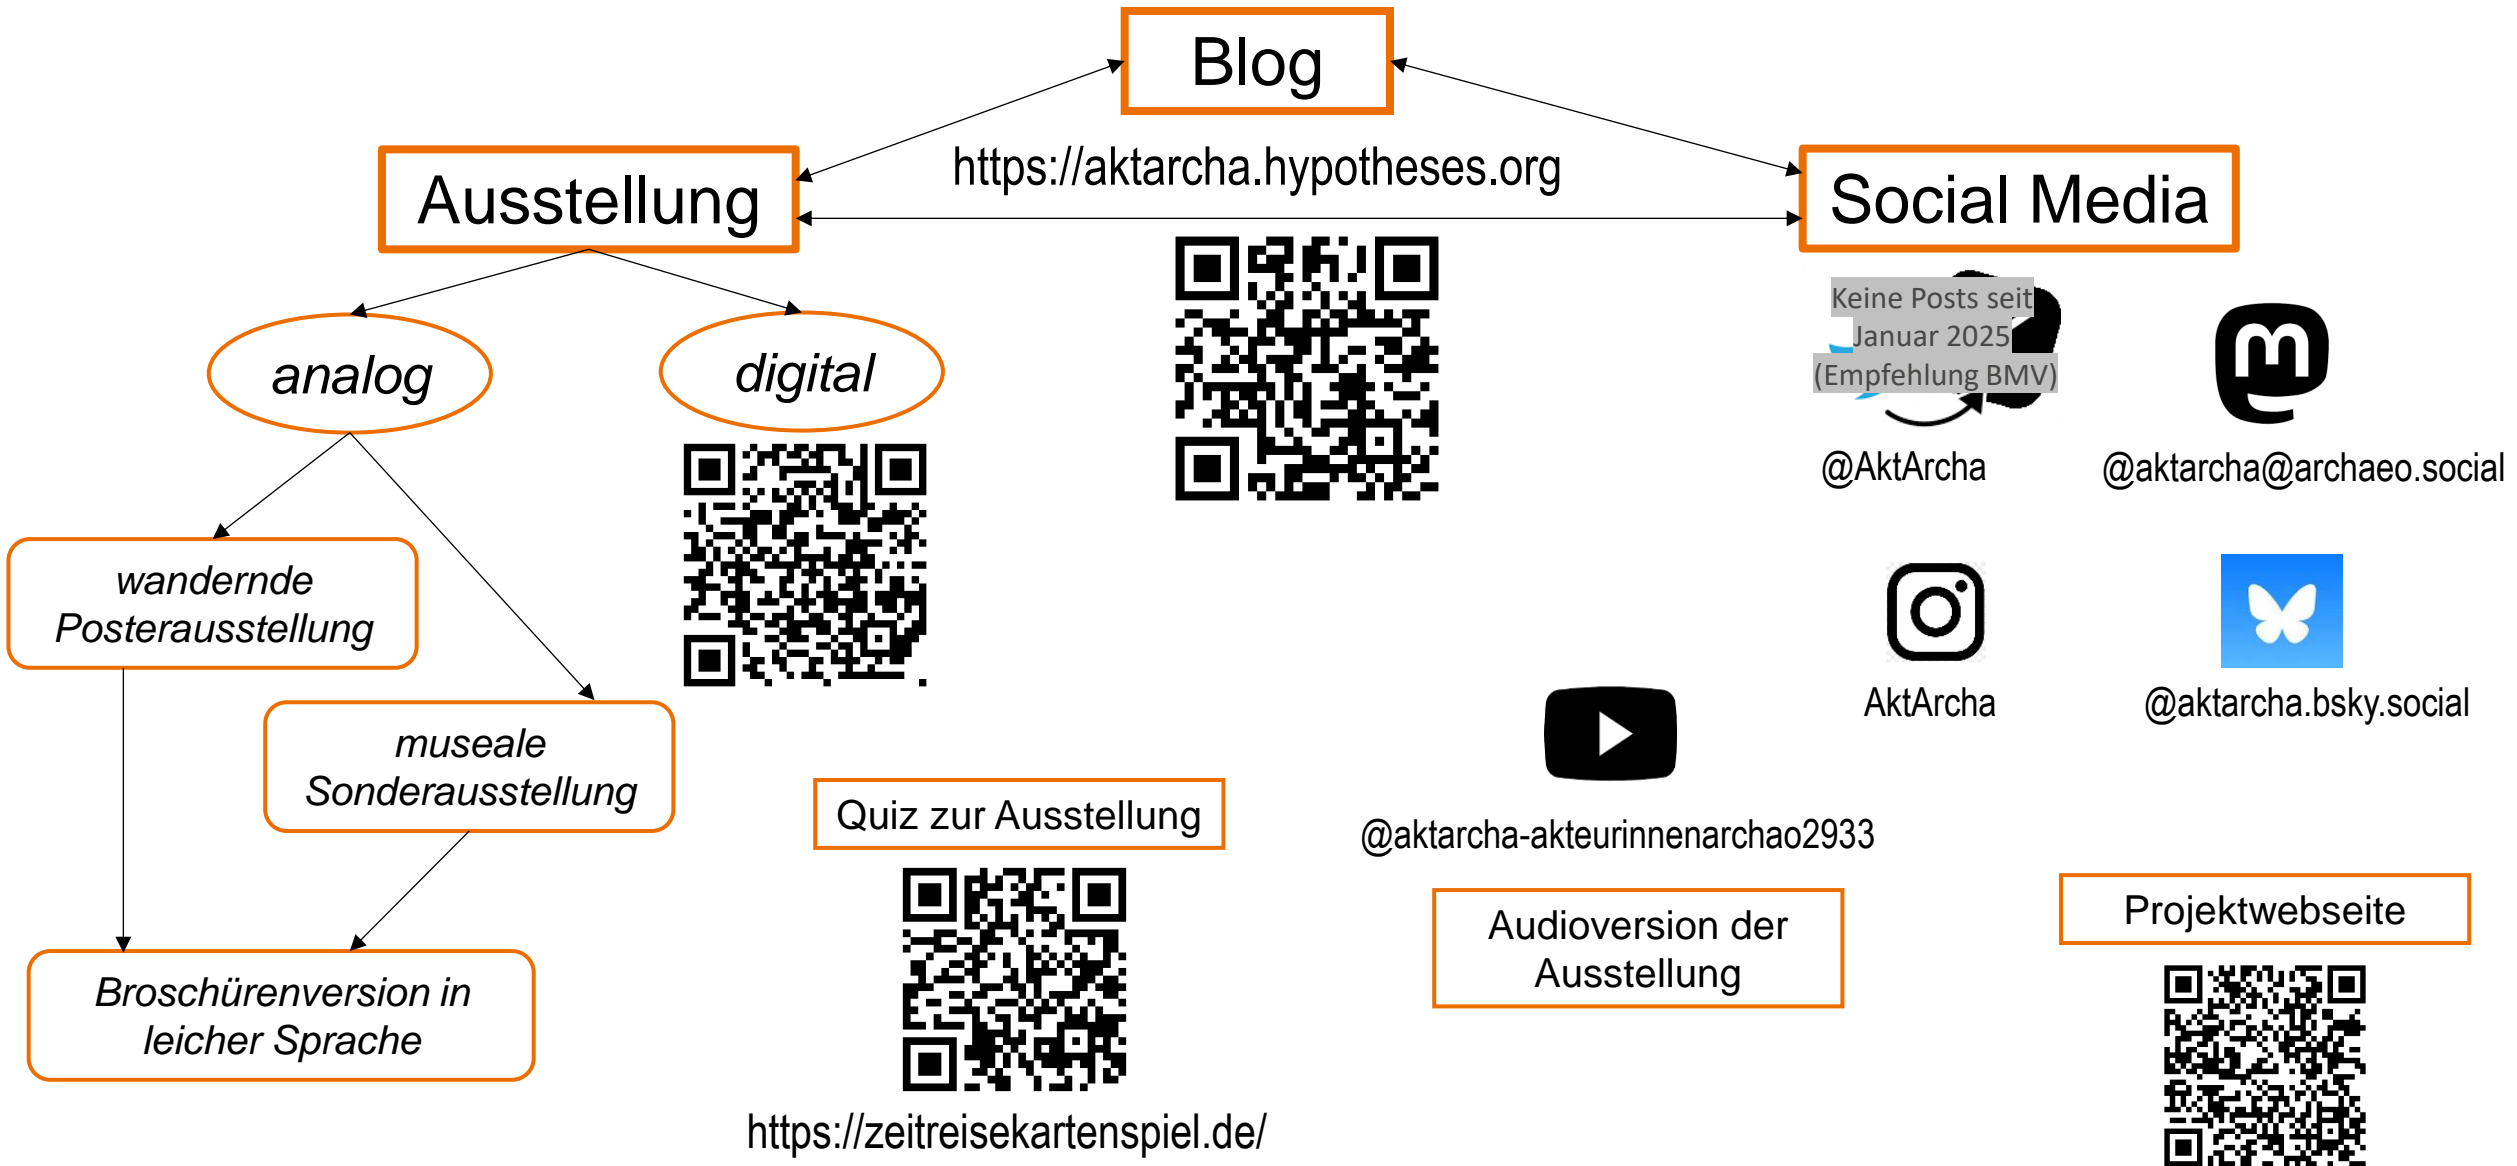 Blog
https://aktarcha.hypotheses.org
Ausstellung
Social Media
analog
digital
Keine Posts seit
Januar 2025
(Empfehlung BMV)
@AktArcha
@aktarcha@archaeo.social
wandernde
Posterausstellung
AktArcha
@aktarcha.bsky.social
museale
Sonderausstellung
Quiz zur Ausstellung
@aktarcha-akteurinnenarchao2933
Audioversion der
Ausstellung
Projektwebseite
Broschürenversion in
leicher Sprache
https://zeitreisekartenspiel.de/